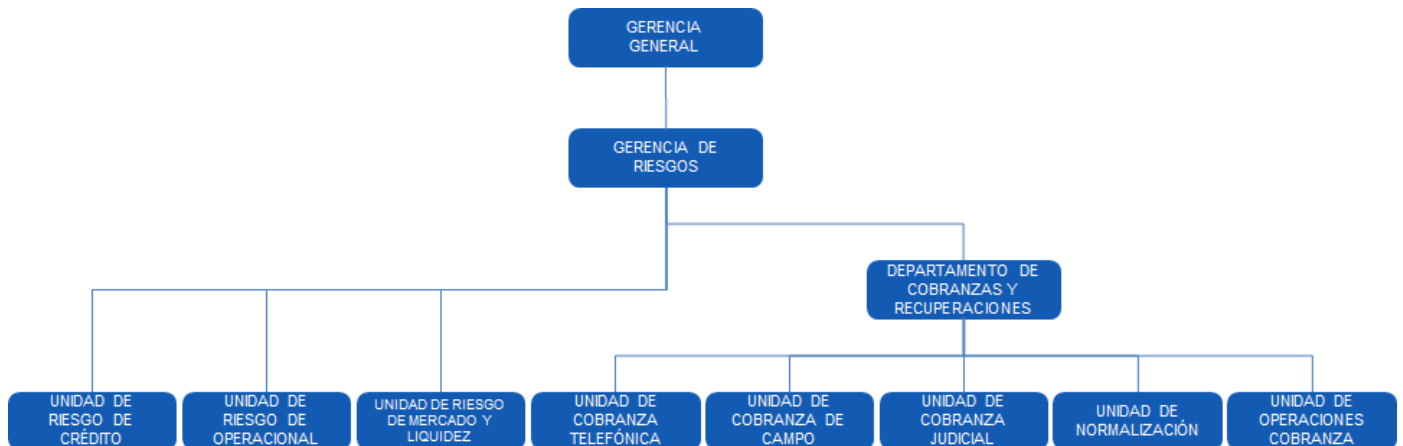 GERENCIA
GENERAL
GERENCIA DE
RIESGOS
DEPARTAMENTO DE
COBRANZAS Y
RECUPERACIONES
UNIDAD DE
RIESGO DE
CRÉDITO
UNIDAD DE
RIESGO DE
OPERACIONAL
UNIDAD DE RIESGO
DE MERCADO Y
LIQUIDEZ
UNIDAD DE
COBRANZA
TELEFÓNICA
UNIDAD DE
COBRANZA DE
CAMPO
UNIDAD DE
COBRANZA
JUDICIAL
UNIDAD DE
NORMALIZACIÓN
UNIDAD DE
OPERACIONES
COBRANZA